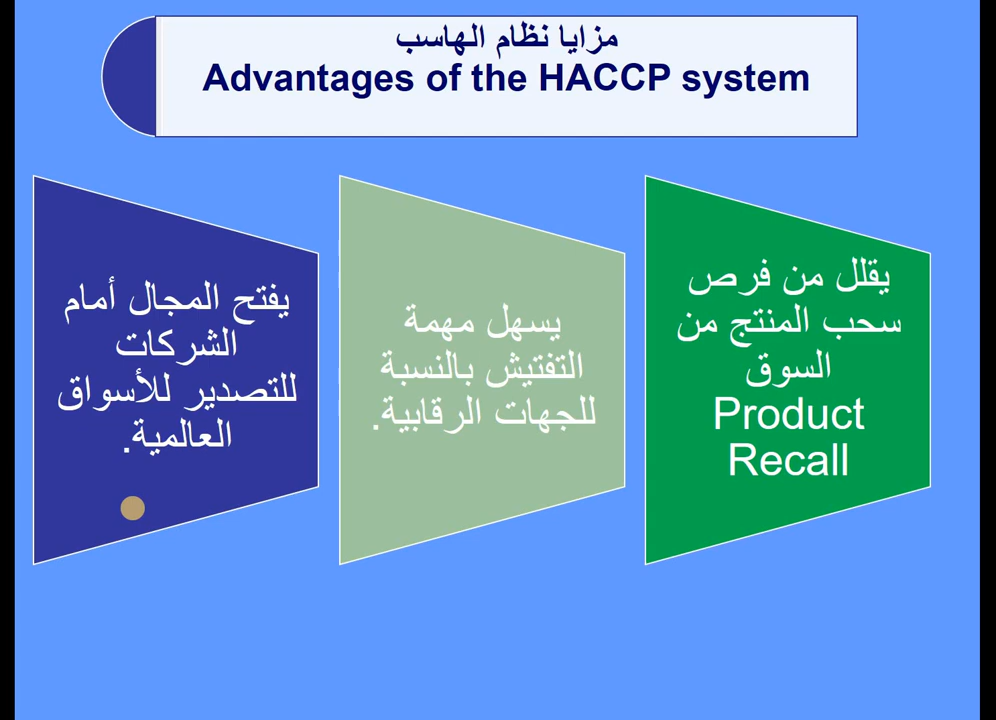 مزايا نظام الهاسب
Advantages of the HACCP system
يقلل من فرص
سحب المنتج من
السوق
Product
Recall
يسهل مهمة
التفتيش بالنسبة
للجهات الرقابية.
يفتح المجال أمام
الشركات
للتصدير للأسواق
العالمية.